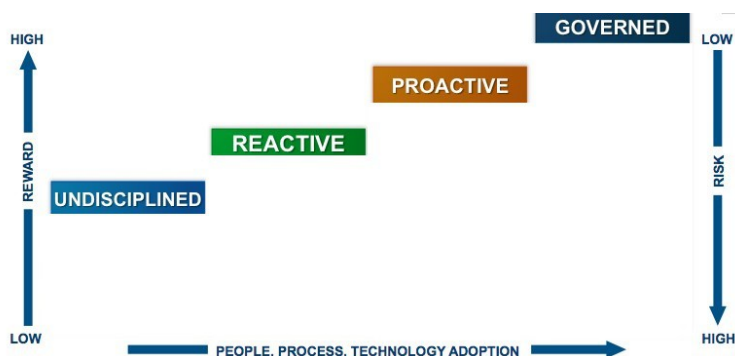 GOVERNED
HIGH
LOW
PROACTIVE
REACTIVE
REWARD
RISK
UNDISCIPLINED
LOW
HIGH
PEOPLE, PROCESS, TECHNOLOGY ADOPTION